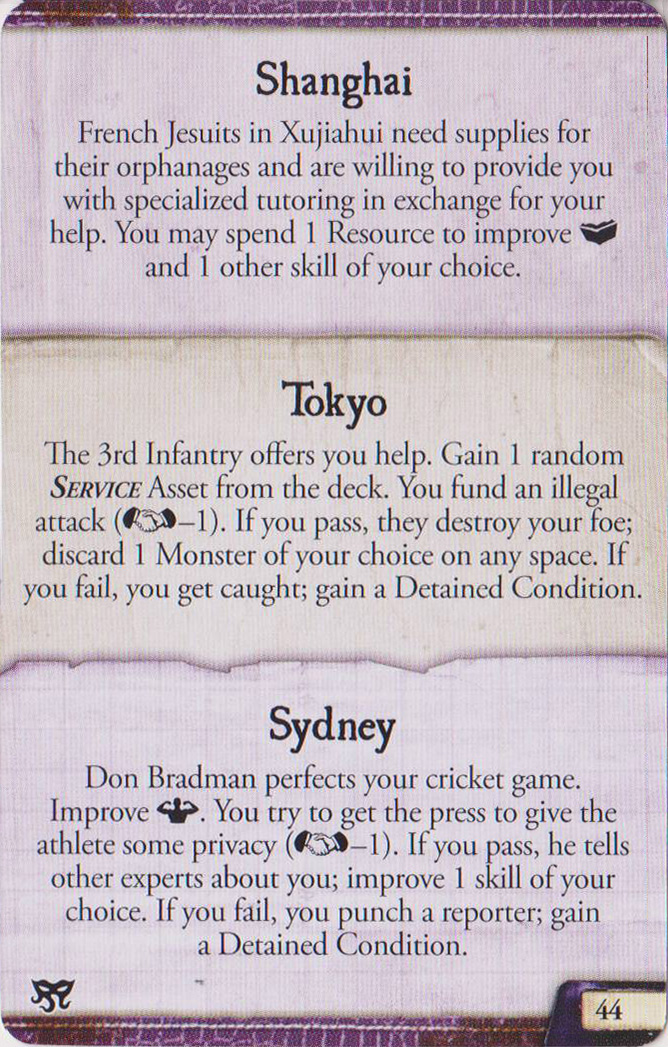 Shanghai
French Jesuits in Xujiahui need supplies for
their orphanages and are willing to provide you
with specialized tutoring in exchange for your
help. You may spend 1 Resource to improve
and 1 other skill of your choice.
Tokyo
The 3rd Infantry offers you help. Gain 1 random
SERVICE Asset from the deck. You fund an illegal
attack (–1). If you pass, they destroy your foe;
discard 1 Monster of your choice on any space. If
you fail, you get caught; gain a Detained Condition.
Sydney
Don Bradman perfects your cricket game.
Improve . You try to get the press to give the
athlete some privacy (–1). If you pass, he tells
other experts about you; improve 1 skill of your
choice. If you fail, you punch a reporter; gain
a Detained Condition.
44